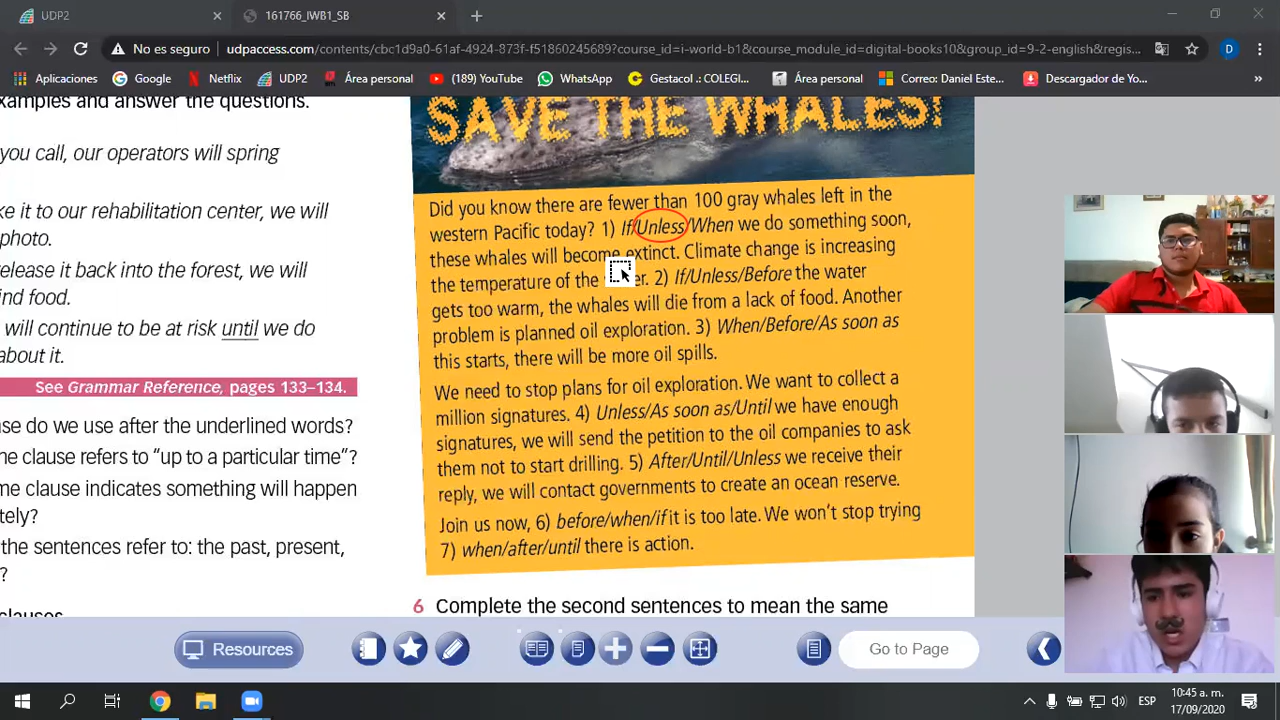 UDP2
161766_IWB1_SB
No es seguro
udpaccess.com/contents/cbc1d9a0-61af-4924-873f-f51860245689?course_id=i-world-b1&course_module_id=digital-books10&group_id=9-2-english&regis...
D
Aplicaciones
Google
Netflix
UDP2
Área personal
(189) YouTube
WhatsApp
Gestacol .: COLEGI...
Área personal
Correo: Daniel Este...
Descargador de Yo...
»
examples and answer the questions.
you call, our operators will spring
ke it to our rehabilitation center, we will
photo.
release it back into the forest, we will
ind food.
will continue to be at risk until we do
about it.
See Grammar Reference, pages 133–134.
se do we use after the underlined words?
ne clause refers to “up to a particular time”?
me clause indicates something will happen
tely?
the sentences refer to: the past, present,
?
clauses
SAVE THE WHALES!
Did you know there are fewer than 100 gray whales left in the
western Pacific today? 1) If/Unless/When we do something soon,
these whales will become extinct. Climate change is increasing
the temperature of the er. 2) If/Unless/Before the water
gets too warm, the whales will die from a lack of food. Another
problem is planned oil exploration. 3) When/Before/As soon as
this starts, there will be more oil spills.
We need to stop plans for oil exploration. We want to collect a
million signatures. 4) Unless/As soon as/Until we have enough
signatures, we will send the petition to the oil companies to ask
them not to start drilling. 5) After/Until/Unless we receive their
reply, we will contact governments to create an ocean reserve.
Join us now, 6) before/when/if it is too late. We won’t stop trying
7) when/after/until there is action.
6 Complete the second sentences to mean the same
Resources
Go to Page
ESP
10:45 a. m.
17/09/2020